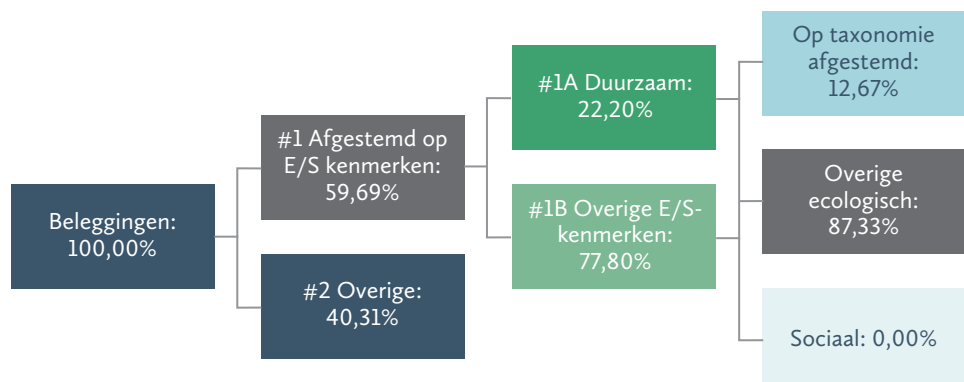 Beleggingen:
100,00%
#1 Afgestemd op
E/S kenmerken:
59,69%
#2 Overige:
40,31%
#1A Duurzaam:
22,20%
#1B Overige E/S-
kenmerken:
77,80%
Op taxonomie
afgestemd:
12,67%
Overige
ecologisch:
87,33%
Sociaal: 0,00%